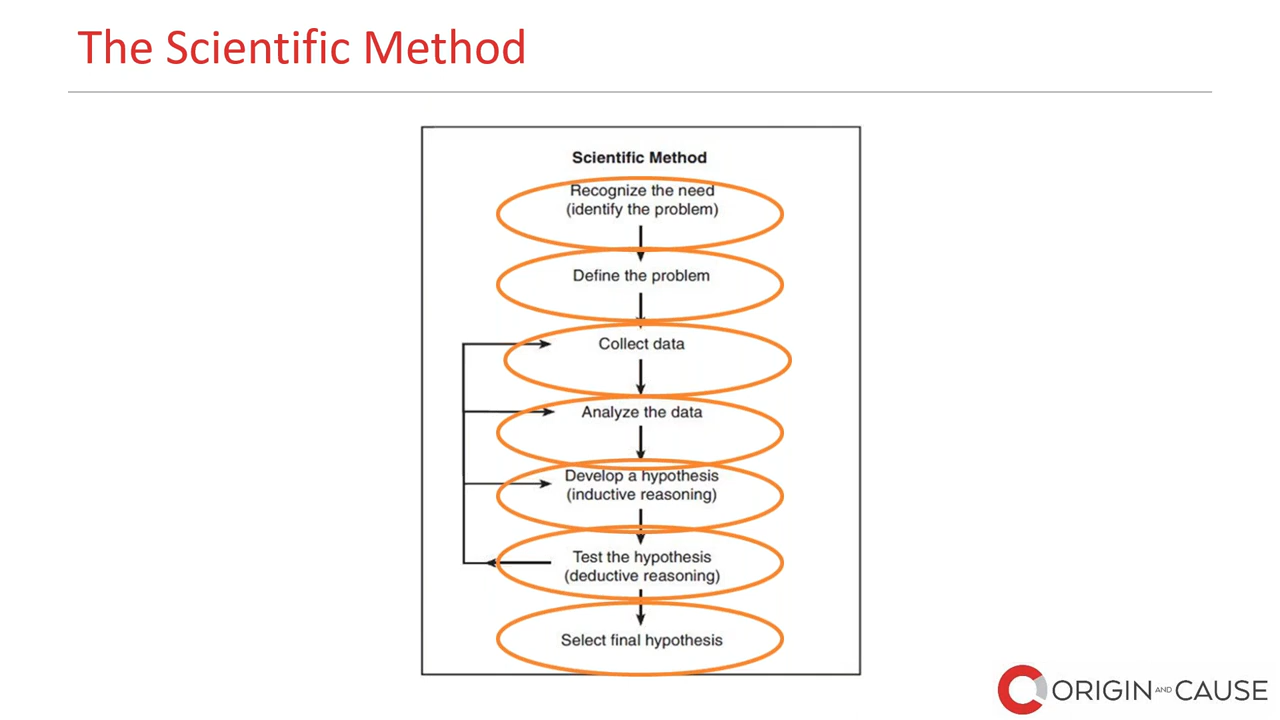 The Scientific Method
Scientific Method
Recognize the need
(identify the problem)
Define the problem
Collect data
Analyze the data
Develop a hypothesis
(inductive reasoning)
Test the hypothesis
(deductive reasoning)
Select final hypothesis
ORIGIN AND CAUSE